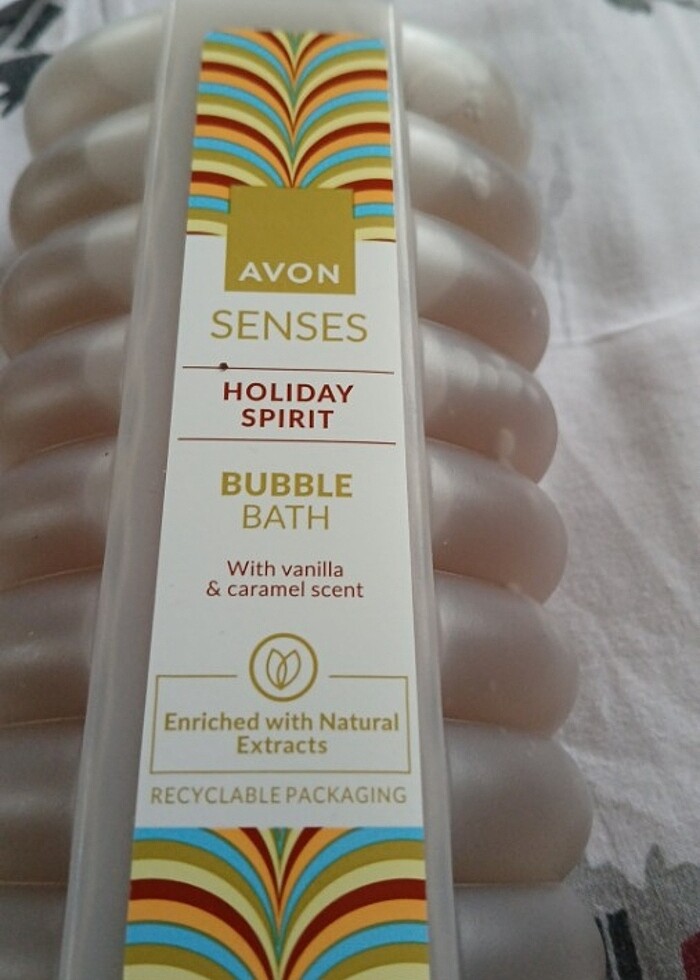 AVON
SENSES
HOLIDAY
SPIRIT
BUBBLE
BATH
With vanilla
& caramel scent
Enriched with Natural
Extracts
RECYCLABLE PACKAGING